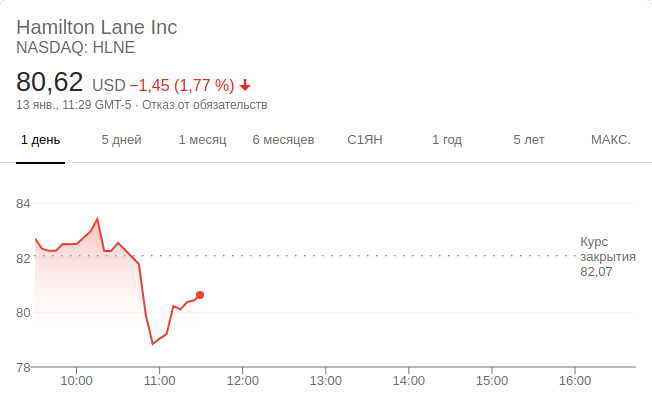 Hamilton Lane Inc
NASDAQ: HLNE
80,62 USD −1,45 (1,77 %)
13 янв., 11:29 GMT-5 · Отказ от обязательств
1 день 5 дней 1 месяц 6 месяцев С1ЯН 1 год 5 лет МАКС.
84
82
80
78
Курс
закрытия
82,07
10:00 11:00 12:00 13:00 14:00 15:00 16:00